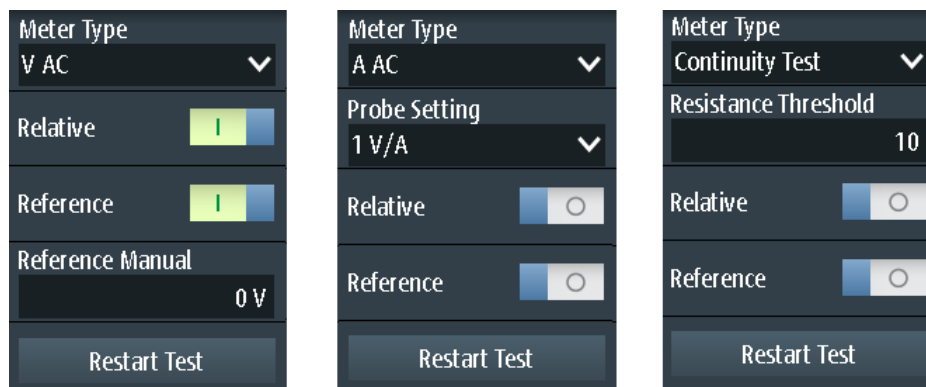 Meter Type
V AC
Relative
I
Reference
I
Reference Manual
0 V
Restart Test
Meter Type
A AC
Probe Setting
1 V/A
Relative
Reference
Restart Test
Meter Type
Continuity Test
Resistance Threshold
10
Relative
Reference
Restart Test